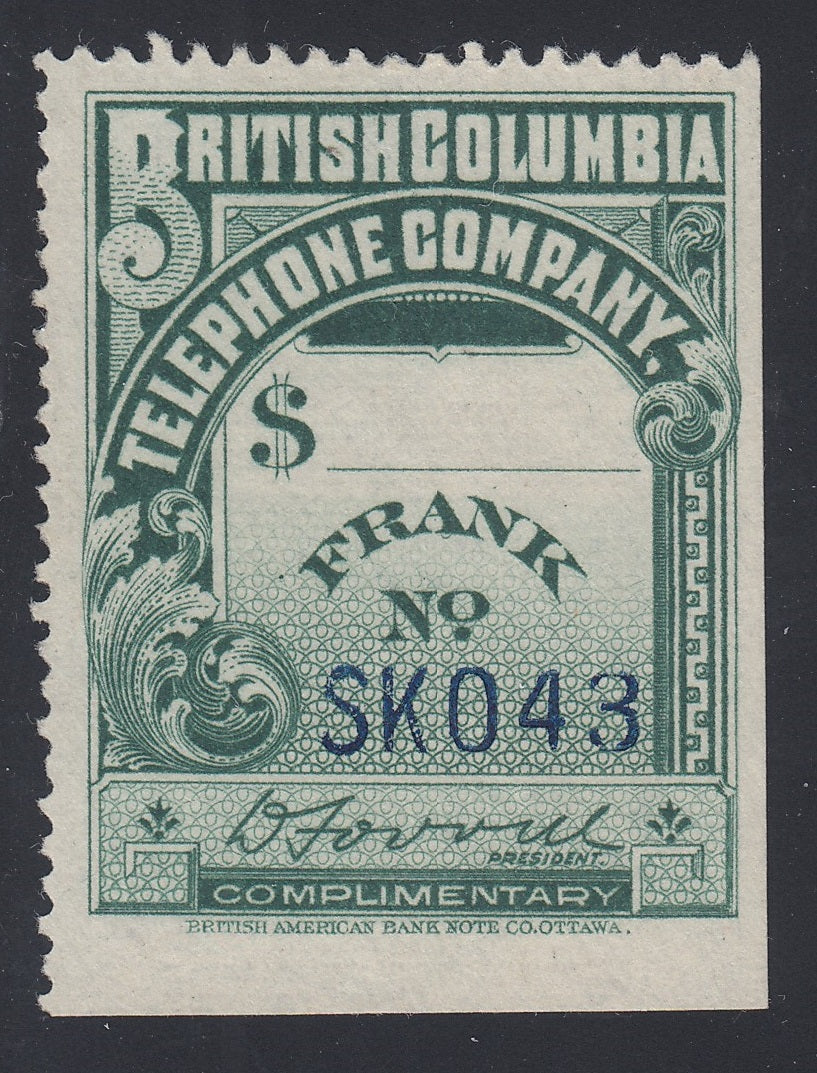 BRITISH COLUMBIA
TELEPHONE COMPANY,
$
FRANK
No
SK043
PRESIDENT.
COMPLIMENTARY
BRITISH AMERICAN BANK NOTE CO. OTTAWA.